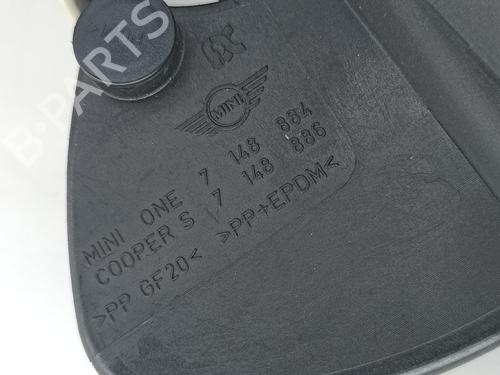 B-PARTS
MINI
MINI ONE 7 148 884
COOPER S 7 148 886
>PP GF20< >PP+EPDM<